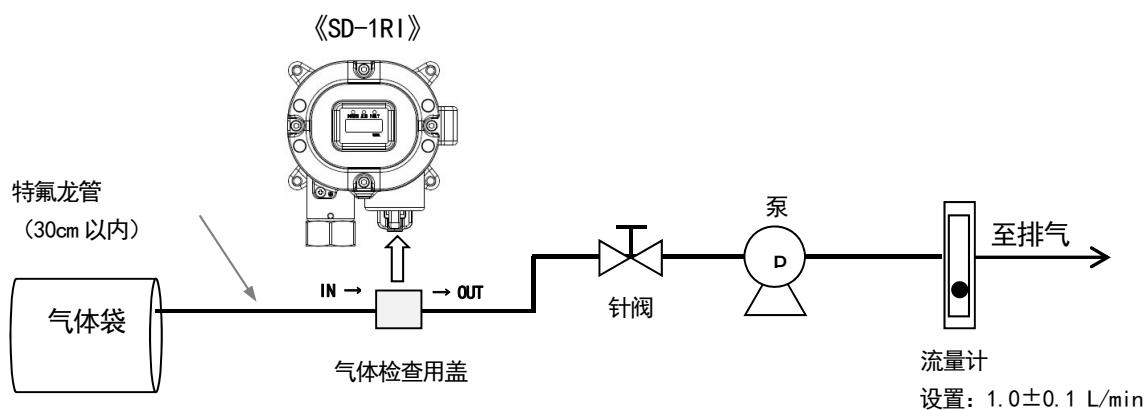 《SD-1RI》
特氟龙管
（30cm 以内）
泵
P
至排气
IN → → OUT
气体袋
针阀
气体检查用盖
流量计
设置：1.0±0.1 L/min